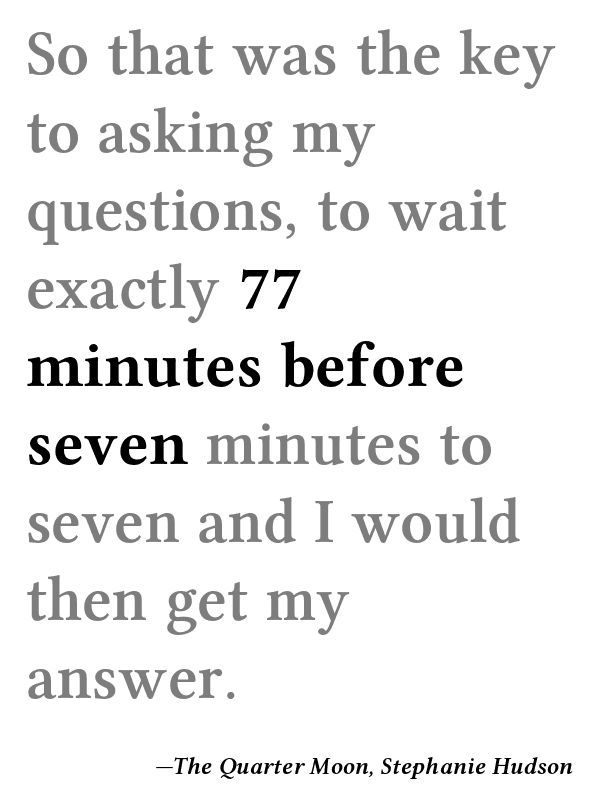 So that was the key
to asking my
questions, to wait
exactly 77
minutes before
seven minutes to
seven and I would
then get my
answer.
—The Quarter Moon, Stephanie Hudson